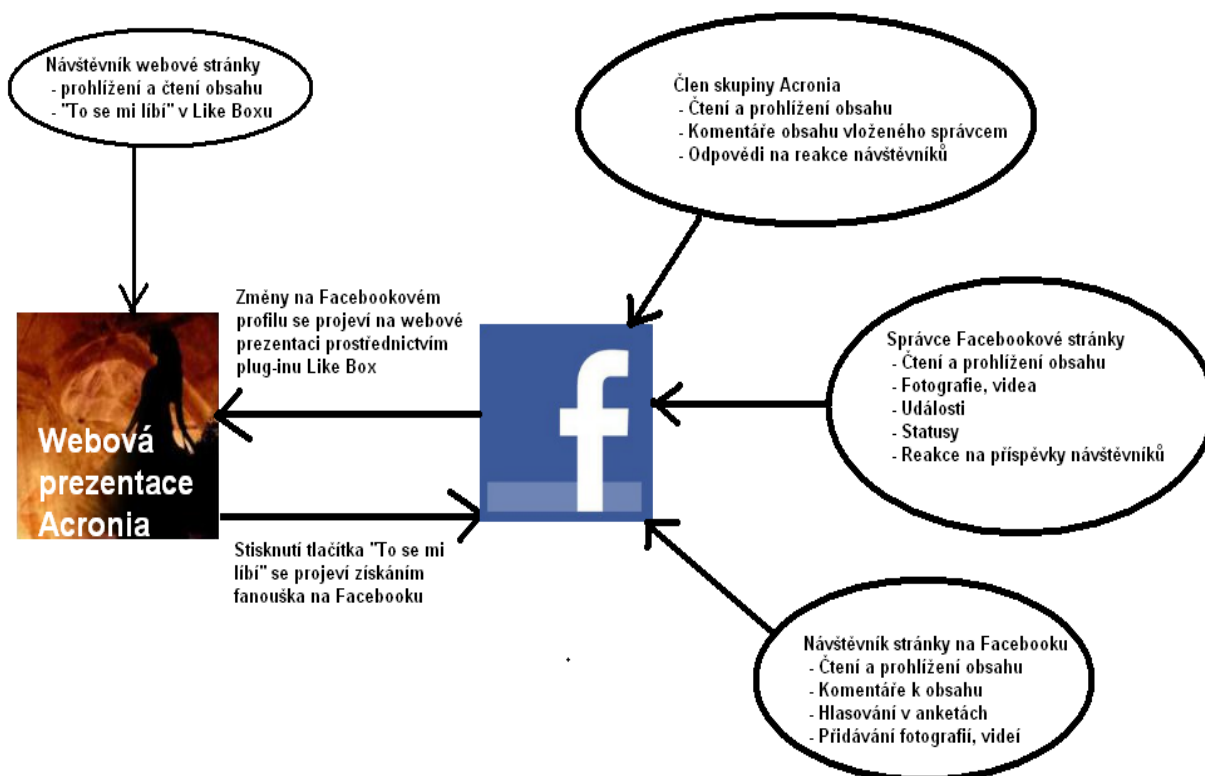 Návštěvník webové stránky
- prohlížení a čtení obsahu
- "To se mi líbí" v Like Boxu
Člen skupiny Acronia
- Čtení a prohlížení obsahu
- Komentáře obsahu vloženého správcem
- Odpovědi na reakce návštěvníků
Změny na Facebookovém
profilu se projeví na webové
prezentaci prostřednictvím
plug-inu Like Box
Webová
prezentace
Acronia
f
Stisknutí tlačítka "To se mi
líbí" se projeví získáním
fanouška na Facebooku
Správce Facebookové stránky
- Čtení a prohlížení obsahu
- Fotografie, videa
- Události
- Statusy
- Reakce na příspěvky návštěvníků
Návštěvník stránky na Facebooku
- Čtení a prohlížení obsahu
- Komentáře k obsahu
- Hlasování v anketách
- Přidávání fotografií, videí